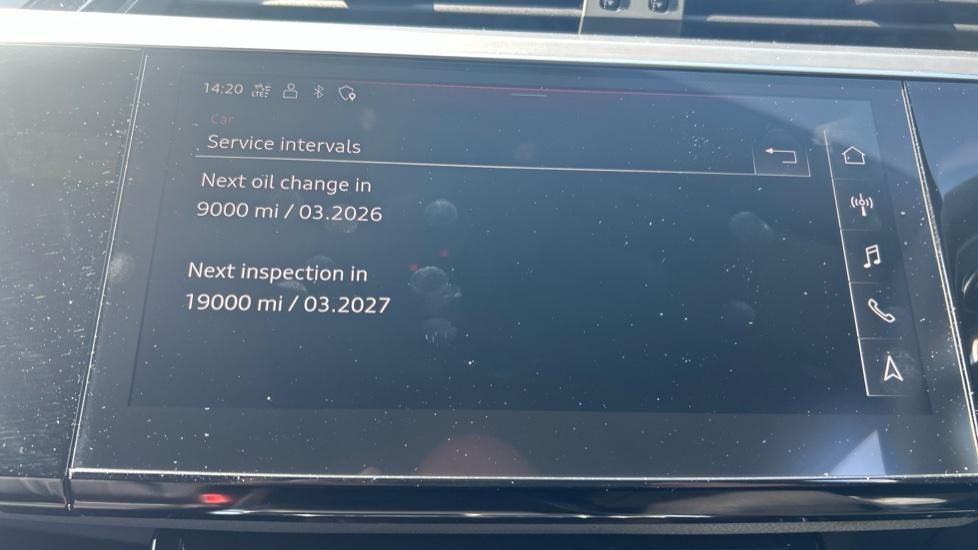 14:20 LTE
Car
Service intervals
Next oil change in
9000 mi / 03.2026
Next inspection in
19000 mi / 03.2027